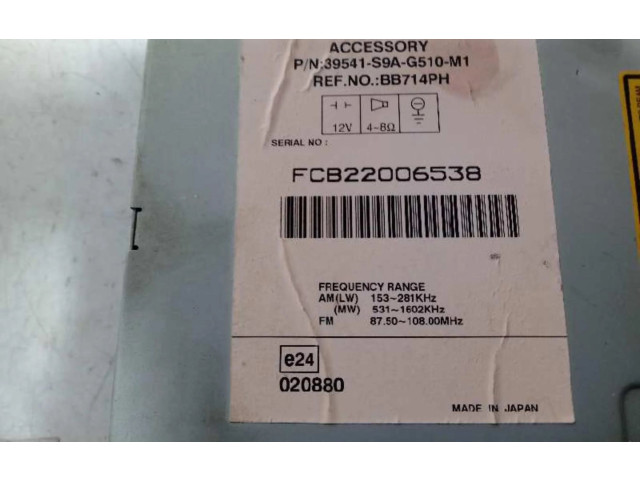 ACCESSORY
P/N:39541-S9A-G510-M1
REF.NO.:BB714PH
12V 4~8Ω
SERIAL NO :
FCB22006538
FREQUENCY RANGE
AM(LW) 153~281KHz
(MW) 531~1602KHz
FM 87.50~108.00MHz
e24
020880
MADE IN JAPAN